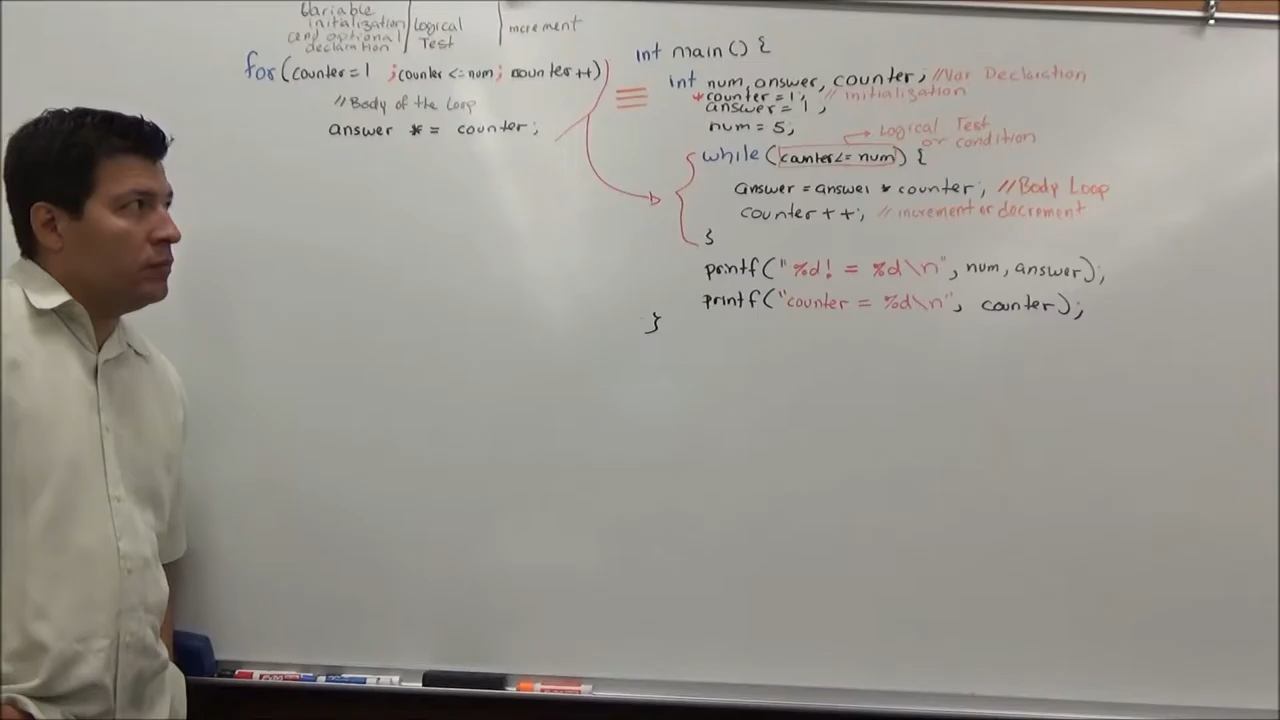 Variable
initalization
(and optional
declaration
Logical
Test
increment
for(counter=1 ;counter <=num; counter++)
//Body of the Loop
answer *= counter;
int main() {
int num, answer, counter; //Var Declaration
*counter = 1; // initialization
answer = 1;
num = 5;
Logical Test
or condition
while (counter<= num) {
answer = answer * counter; //Body Loop
counter ++; // increment or decrement
}
printf(" %d! = %d\n", num, answer);
printf("counter = %d\n", counter);
}